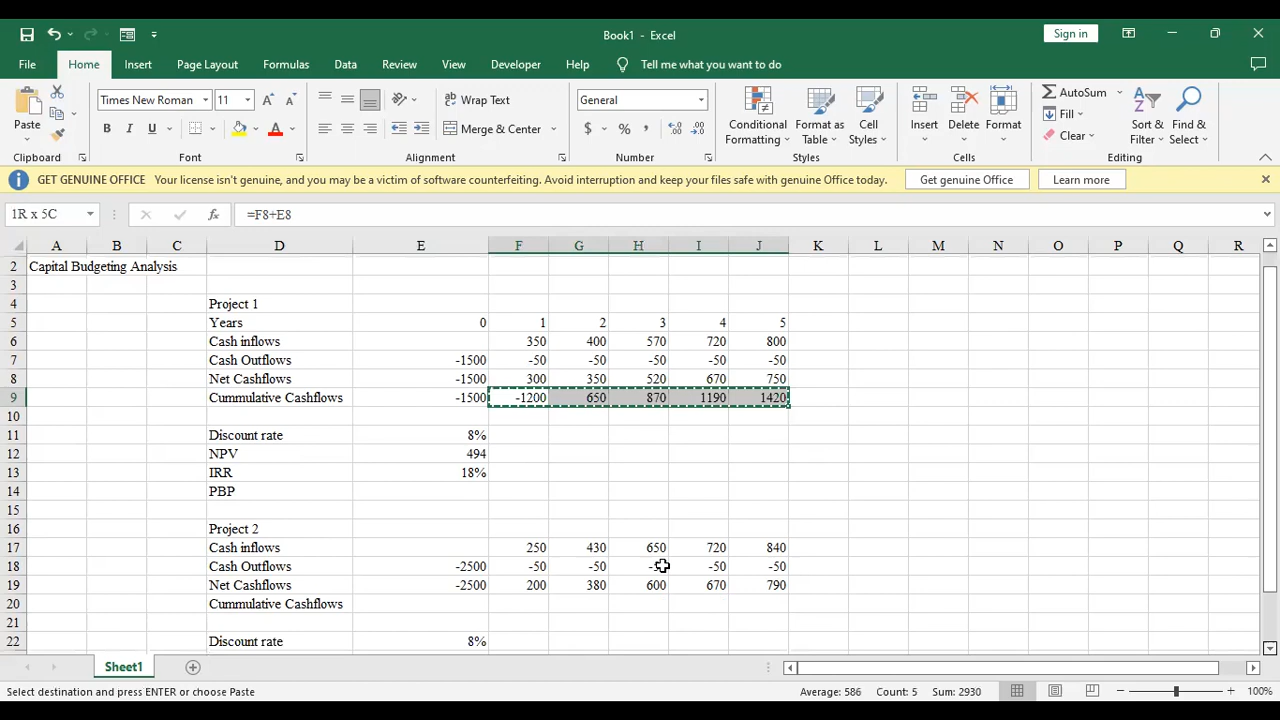 Book1 - Excel
Sign in
File Home Insert Page Layout Formulas Data Review View Developer Help Tell me what you want to do
Paste
Times New Roman 11
B I U
Wrap Text
Merge & Center
General
$ % ,
Conditional Formatting
Format as Table
Cell Styles
Insert Delete Format
AutoSum
Fill
Clear
Sort & Filter
Find & Select
Clipboard Font Alignment Number Styles Cells Editing
GET GENUINE OFFICE Your license isn't genuine, and you may be a victim of software counterfeiting. Avoid interruption and keep your files safe with genuine Office today. Get genuine Office Learn more
1R x 5C fx =F8+E8
A B C D E F G H I J K L M N O P Q R
2 Capital Budgeting Analysis
3
4 Project 1
5 Years 0 1 2 3 4 5
6 Cash inflows 350 400 570 720 800
7 Cash Outflows -1500 -50 -50 -50 -50 -50
8 Net Cashflows -1500 300 350 520 670 750
9 Cummulative Cashflows -1500 -1200 650 870 1190 1420
10
11 Discount rate 8%
12 NPV 494
13 IRR 18%
14 PBP
15
16 Project 2
17 Cash inflows 250 430 650 720 840
18 Cash Outflows -2500 -50 -50 -50 -50
19 Net Cashflows -2500 200 380 600 670 790
20 Cummulative Cashflows
21
22 Discount rate 8%
Sheet1
Select destination and press ENTER or choose Paste Average: 586 Count: 5 Sum: 2930 100%